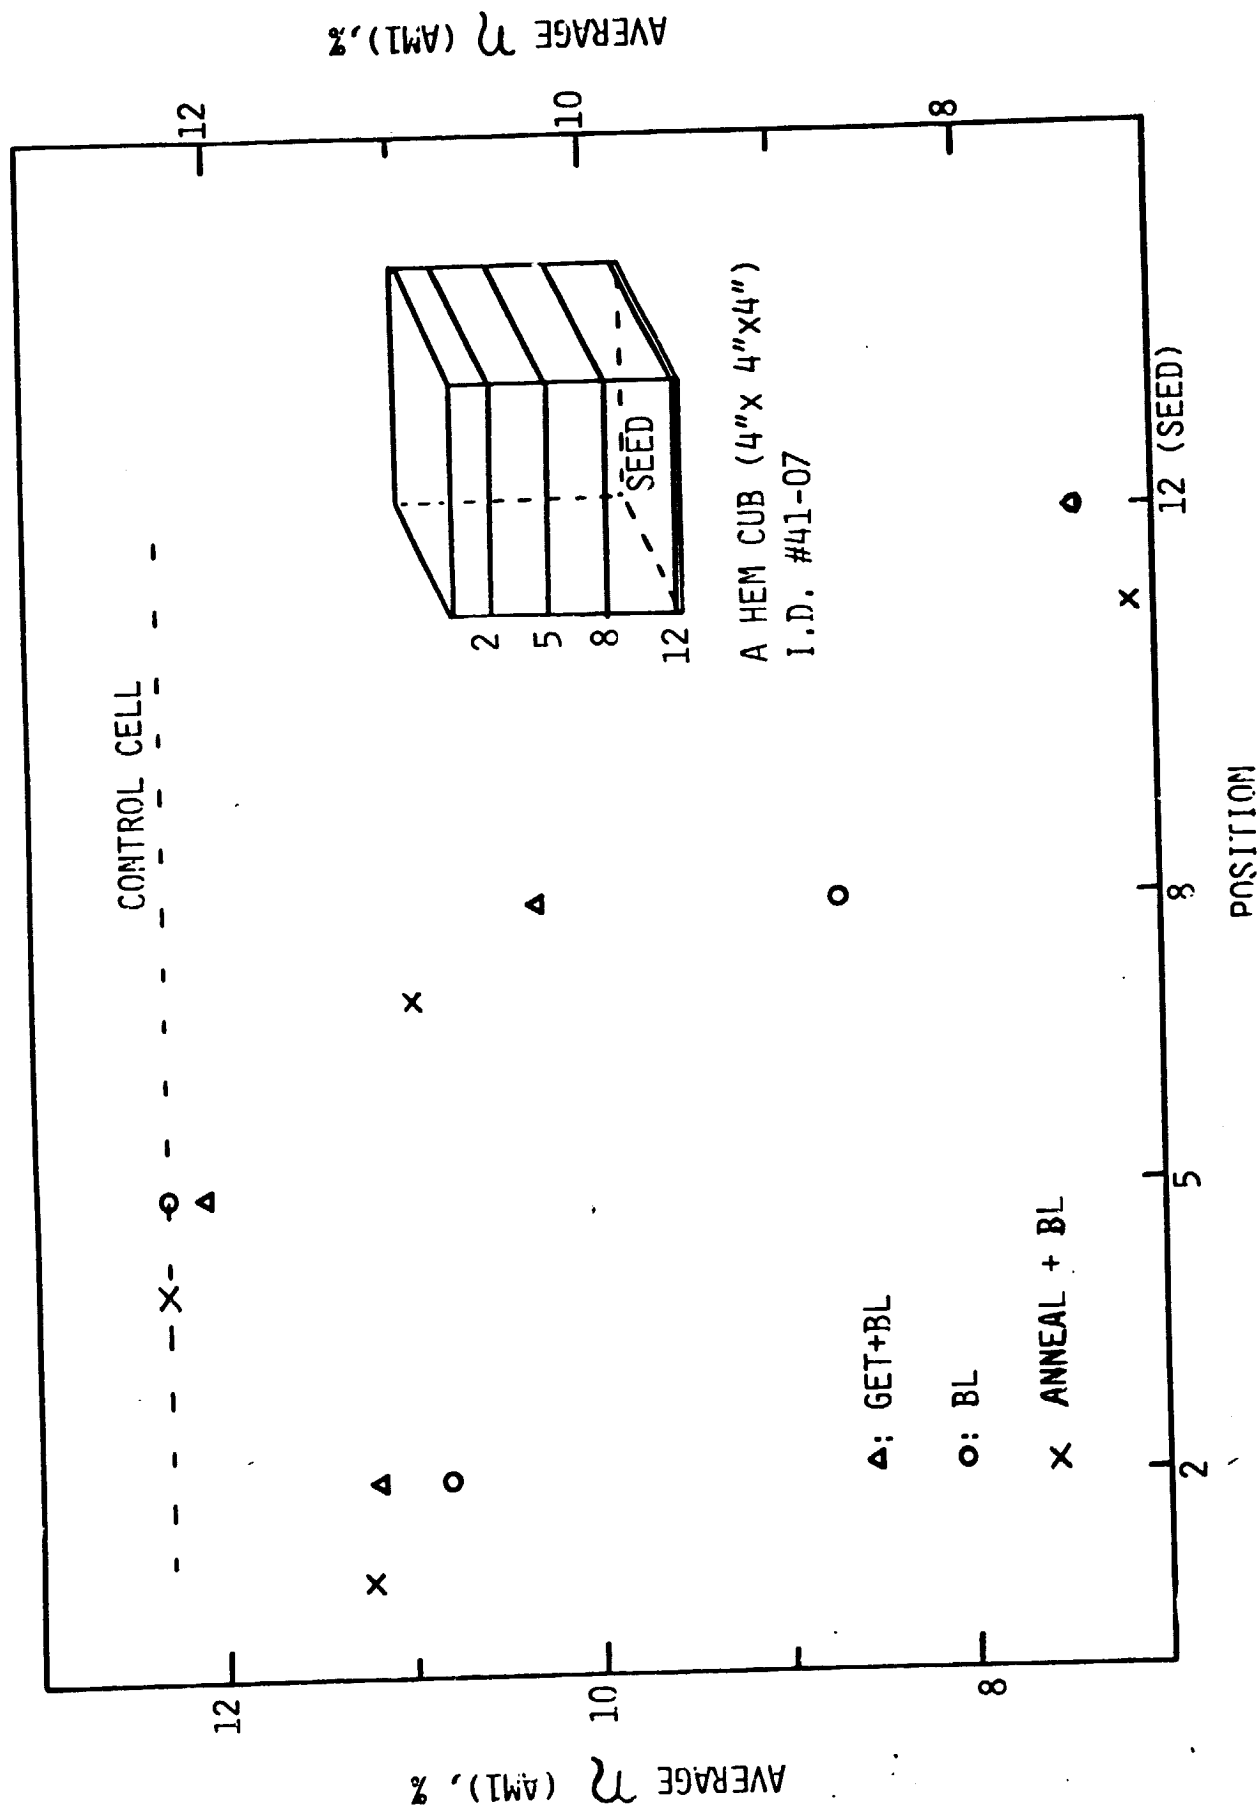 AVERAGE η (AM1), %
12
10
8
AVERAGE η (AM1), %
12
10
8
CONTROL CELL
2
5
8
12
SEED
A HEM CUB (4"x 4"x4")
I.D. #41-07
Δ: GET+BL
O: BL
X ANNEAL + BL
2
5
8
12 (SEED)
POSITION